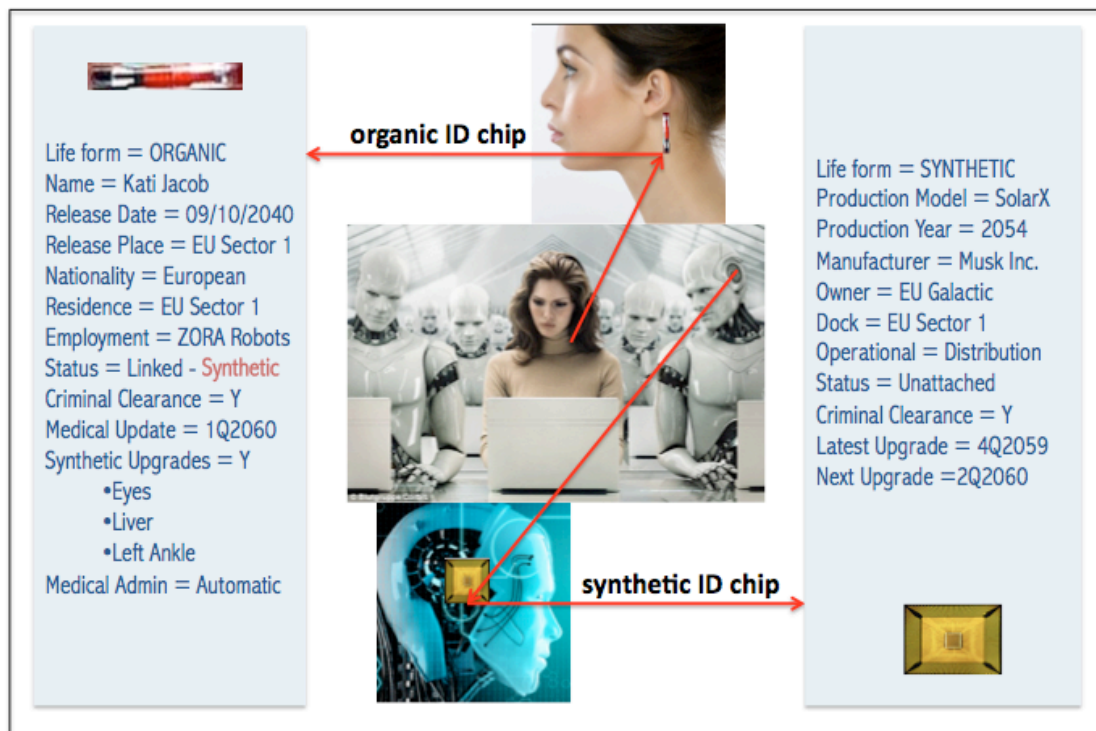 Life form = ORGANIC
Name = Kati Jacob
Release Date = 09/10/2040
Release Place = EU Sector 1
Nationality = European
Residence = EU Sector 1
Employment = ZORA Robots
Status = Linked - Synthetic
Criminal Clearance = Y
Medical Update = 1Q2060
Synthetic Upgrades = Y
•Eyes
•Liver
•Left Ankle
Medical Admin = Automatic
organic ID chip
synthetic ID chip
Life form = SYNTHETIC
Production Model = SolarX
Production Year = 2054
Manufacturer = Musk Inc.
Owner = EU Galactic
Dock = EU Sector 1
Operational = Distribution
Status = Unattached
Criminal Clearance = Y
Latest Upgrade = 4Q2059
Next Upgrade =2Q2060